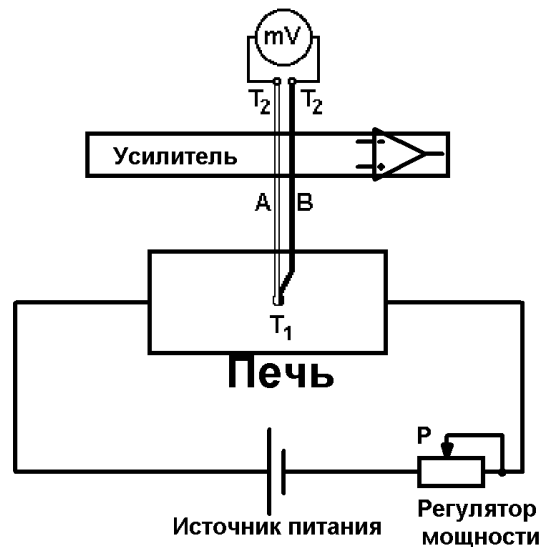 mV
T2 T2
Усилитель
A B
T1
Печь
P
Источник питания
Регулятор
мощности